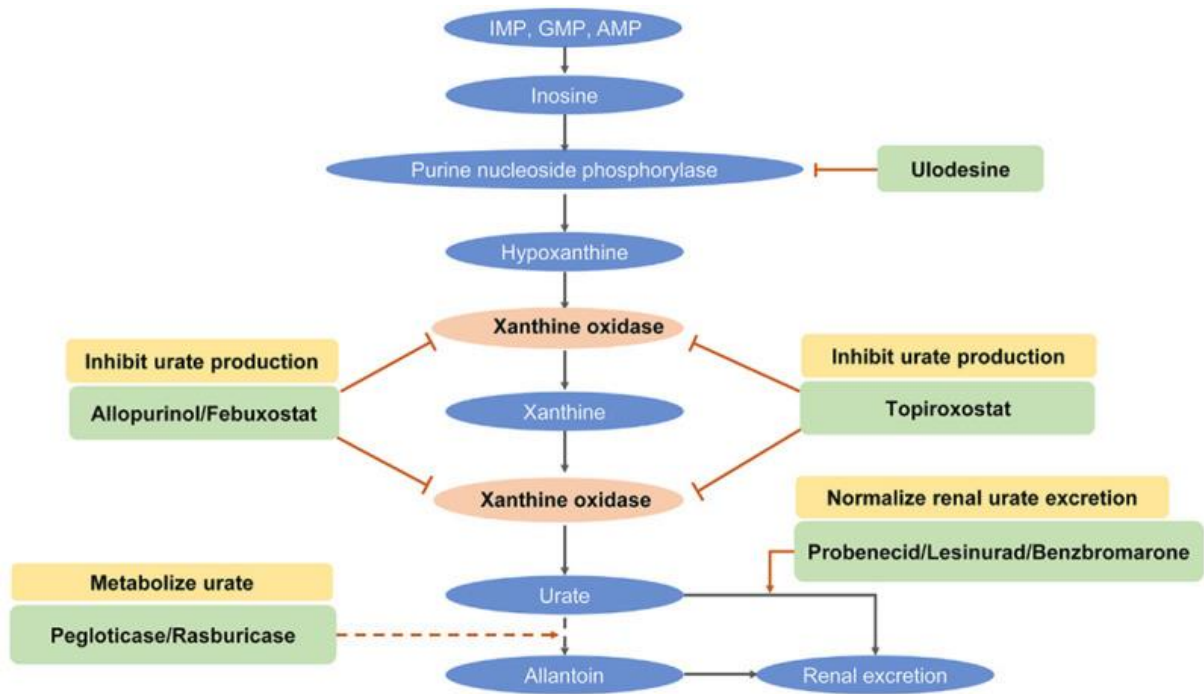 IMP, GMP, AMP
Inosine
Purine nucleoside phosphorylase
Ulodesine
Hypoxanthine
Xanthine oxidase
Inhibit urate production
Allopurinol/Febuxostat
Inhibit urate production
Topiroxostat
Xanthine
Xanthine oxidase
Normalize renal urate excretion
Probenecid/Lesinurad/Benzbromarone
Metabolize urate
Pegloticase/Rasburicase
Urate
Allantoin
Renal excretion